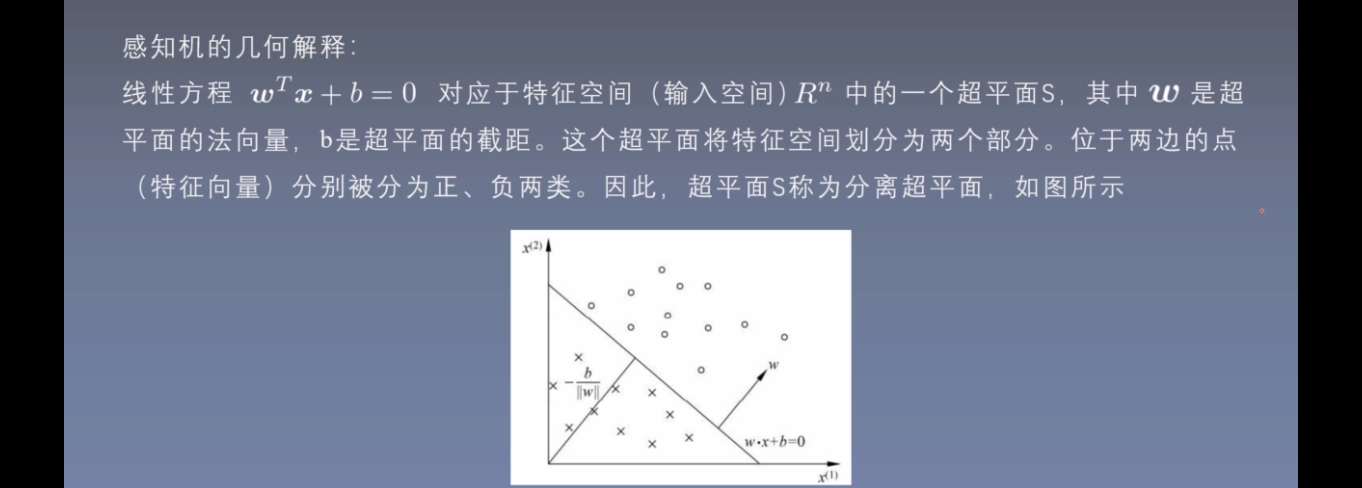 感知机的几何解释：
线性方程 wᵀx + b = 0 对应于特征空间（输入空间）Rⁿ 中的一个超平面S，其中 w 是超
平面的法向量，b是超平面的截距。这个超平面将特征空间划分为两个部分。位于两边的点
（特征向量）分别被分为正、负两类。因此，超平面S称为分离超平面，如图所示
x⁽²⁾
w
-b/||w||
w·x+b=0
x⁽¹⁾